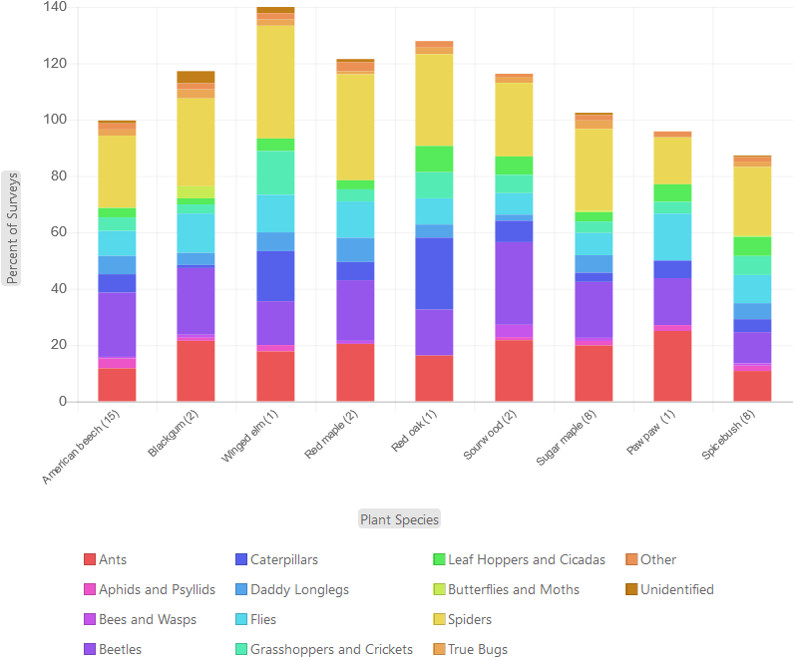 140
120
100
80
60
40
20
0
Percent of Surveys
American beech (15)
Blackgum (2)
Winged elm (1)
Red maple (2)
Red oak (1)
Sourwood (2)
Sugar maple (8)
Paw paw (1)
Spicebush (8)
Plant Species
Ants
Caterpillars
Leaf Hoppers and Cicadas
Other
Aphids and Psyllids
Daddy Longlegs
Butterflies and Moths
Unidentified
Bees and Wasps
Flies
Spiders
Beetles
Grasshoppers and Crickets
True Bugs